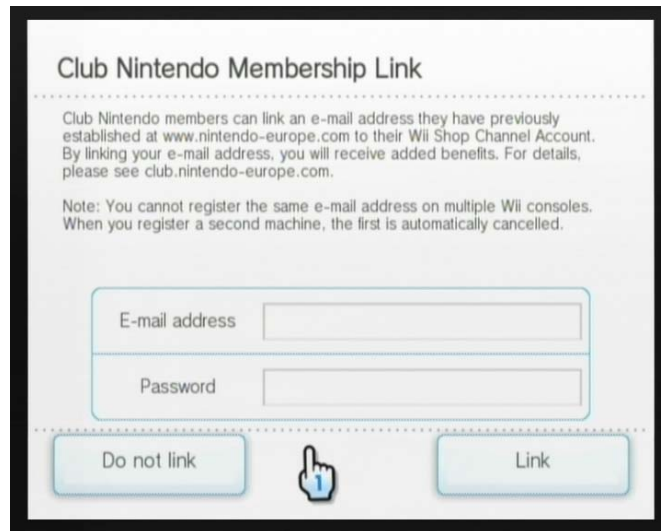 Club Nintendo Membership Link
Club Nintendo members can link an e-mail address they have previously
established at www.nintendo-europe.com to their Wii Shop Channel Account.
By linking your e-mail address, you will receive added benefits. For details,
please see club.nintendo-europe.com.
Note: You cannot register the same e-mail address on multiple Wii consoles.
When you register a second machine, the first is automatically cancelled.
E-mail address
Password
Do not link
1
Link